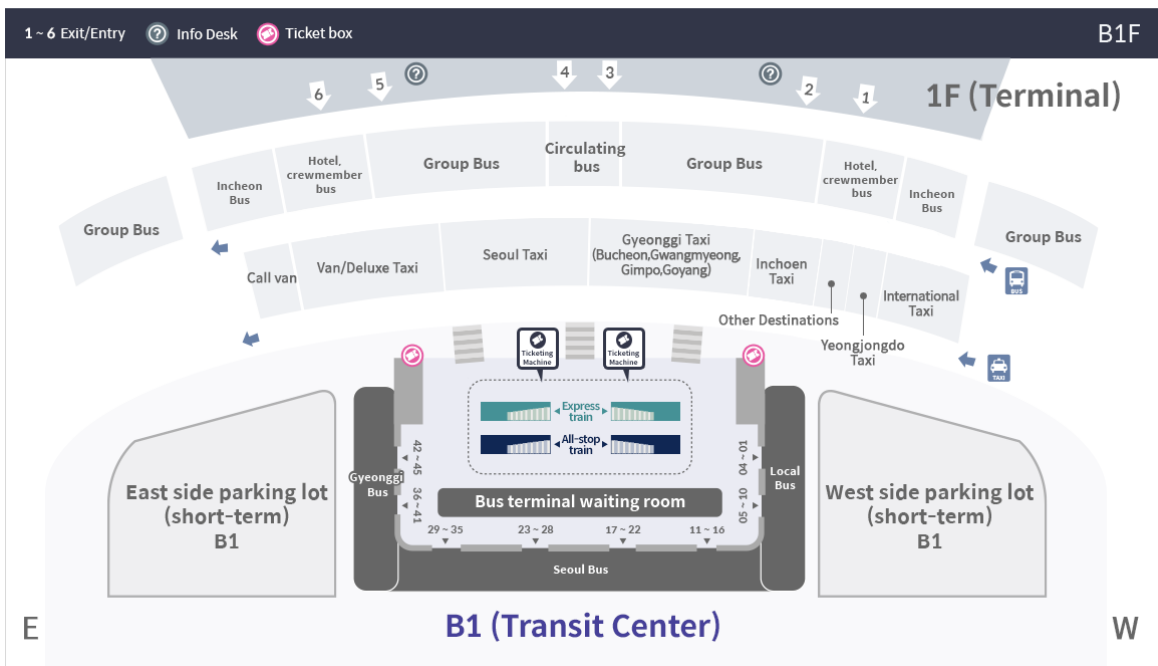 1 ~ 6 Exit/Entry
Info Desk
Ticket box
B1F
6
5
4
3
2
1
1F (Terminal)
Group Bus
Incheon
Bus
Hotel,
crewmember
bus
Group Bus
Circulating
bus
Group Bus
Hotel,
crewmember
bus
Incheon
Bus
Group Bus
BUS
Call van
Van/Deluxe Taxi
Seoul Taxi
Gyeonggi Taxi
(Bucheon,Gwangmyeong,
Gimpo,Goyang)
Inchoen
Taxi
Other Destinations
Yeongjongdo
Taxi
International
Taxi
TAXI
Ticketing
Machine
Ticketing
Machine
Express
train
All-stop
train
42 ~ 45
36 ~ 41
04 ~ 01
05 ~ 10
Gyeonggi
Bus
Local
Bus
Bus terminal waiting room
29 ~ 35
23 ~ 28
17 ~ 22
11 ~ 16
Seoul Bus
East side parking lot
(short-term)
B1
West side parking lot
(short-term)
B1
E
B1 (Transit Center)
W